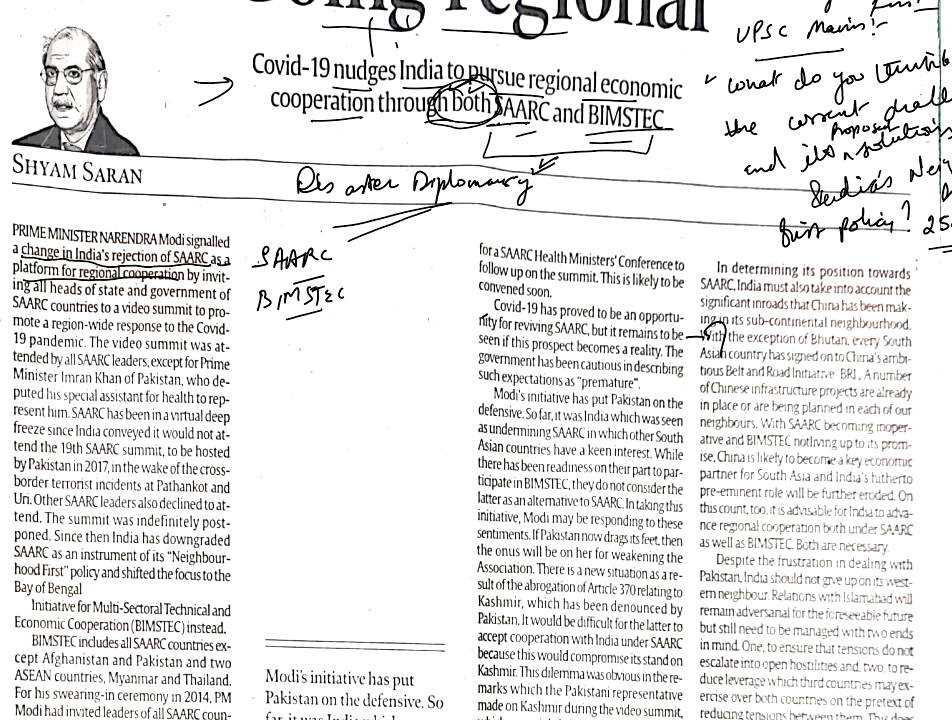 Going Regional
UPSC Mains:-
Covid-19 nudges India to pursue regional economic
cooperation through both SAARC and BIMSTEC
"What do you
the current
proposed
and its solutions
India's
first policy? 25
SHYAM SARAN
Disaster Diplomacy
SAARC
BIMSTEC
PRIME MINISTER NARENDRA Modi signalled
a change in India's rejection of SAARC as a
platform for regional cooperation by invit-
ing all heads of state and government of
SAARC countries to a video summit to pro-
mote a region-wide response to the Covid-
19 pandemic. The video summit was at-
tended by all SAARC leaders, except for Prime
Minister Imran Khan of Pakistan, who de-
puted his special assistant for health to rep-
resent him. SAARC has been in a virtual deep
freeze since India conveyed it would not at-
tend the 19th SAARC summit, to be hosted
by Pakistan in 2017, in the wake of the cross-
border terrorist incidents at Pathankot and
Uri. Other SAARC leaders also declined to at-
tend. The summit was indefinitely post-
poned. Since then India has downgraded
SAARC as an instrument of its "Neighbour-
hood First" policy and shifted the focus to the
Bay of Bengal
Initiative for Multi-Sectoral Technical and
Economic Cooperation (BIMSTEC) instead.
BIMSTEC includes all SAARC countries ex-
cept Afghanistan and Pakistan and two
ASEAN countries, Myanmar and Thailand.
For his swearing-in ceremony in 2014, PM
Modi had invited leaders of all SAARC coun-
Modi's initiative has put
Pakistan on the defensive. So
far, it was India which
for a SAARC Health Ministers' Conference to
follow up on the summit. This is likely to be
convened soon.
Covid-19 has proved to be an opportu-
nity for reviving SAARC, but it remains to be
seen if this prospect becomes a reality. The
government has been cautious in describing
such expectations as "premature".
Modi's initiative has put Pakistan on the
defensive. So far, it was India which was seen
as undermining SAARC in which other South
Asian countries have a keen interest. While
there has been readiness on their part to par-
ticipate in BIMSTEC, they do not consider the
latter as an alternative to SAARC. In taking this
initiative, Modi may be responding to these
sentiments. If Pakistan now drags its feet, then
the onus will be on her for weakening the
Association. There is a new situation as a re-
sult of the abrogation of Article 370 relating to
Kashmir, which has been denounced by
Pakistan. It would be difficult for the latter to
accept cooperation with India under SAARC
because this would compromise its stand on
Kashmir. This dilemma was obvious in the re-
marks which the Pakistani representative
made on Kashmir during the video summit,
In determining its position towards
SAARC, India must also take into account the
significant inroads that China has been mak-
ing in its sub-continental neighbourhood.
With the exception of Bhutan, every South
Asian country has signed on to China's ambi-
tious Belt and Road Initiative BRI. A number
of Chinese infrastructure projects are already
in place or are being planned in each of our
neighbours. With SAARC becoming inoper-
ative and BIMSTEC not living up to its prom-
ise, China is likely to become a key economic
partner for South Asia and India's hitherto
pre-eminent role will be further eroded. On
this count, too, it is advisable for India to adva-
nce regional cooperation both under SAARC
as well as BIMSTEC. Both are necessary.
Despite the frustration in dealing with
Pakistan, India should not give up on its west-
ern neighbour. Relations with Islamabad will
remain adversarial for the foreseeable future
but still need to be managed with two ends
in mind. One, to ensure that tensions do not
escalate into open hostilities and, two, to re-
duce leverage which third countries may ex-
ercise over both countries on the pretext of
reducing tensions between them. This does